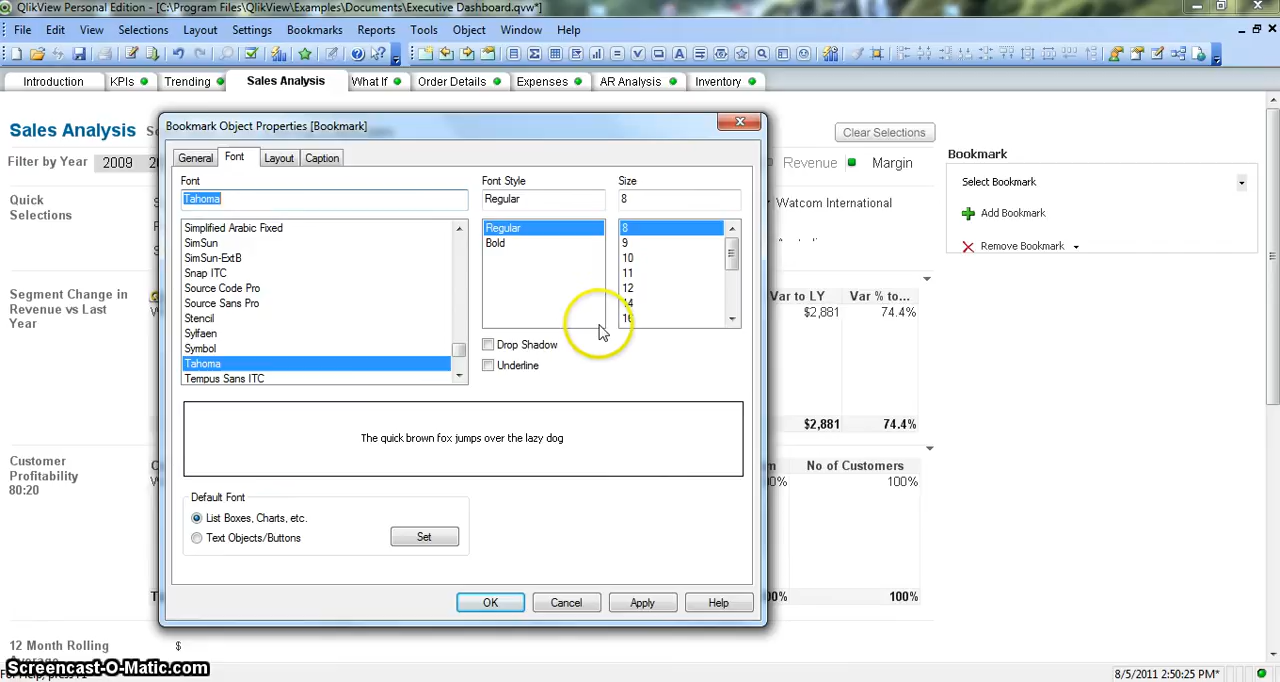 QlikView Personal Edition - [C:\Program Files\QlikView\Examples\Documents\Executive Dashboard.qvw*]
File Edit View Selections Layout Settings Bookmarks Reports Tools Object Window Help
Introduction KPIs Trending Sales Analysis What If Order Details Expenses AR Analysis Inventory
Sales Analysis
Clear Selections
Filter by Year 2009
Revenue Margin
Quick
Selections
Watcom International
Segment Change in
Revenue vs Last
Year
Var to LY Var % to...
$2,881 74.4%
$2,881 74.4%
Customer
Profitability
80:20
No of Customers
100%
100%
12 Month Rolling
$
Bookmark
Select Bookmark
Add Bookmark
Remove Bookmark
Bookmark Object Properties [Bookmark]
General Font Layout Caption
Font
Tahoma
Simplified Arabic Fixed
SimSun
SimSun-ExtB
Snap ITC
Source Code Pro
Source Sans Pro
Stencil
Sylfaen
Symbol
Tahoma
Tempus Sans ITC
Font Style
Regular
Regular
Bold
Size
8
8
9
10
11
12
14
16
Drop Shadow
Underline
The quick brown fox jumps over the lazy dog
Default Font
List Boxes, Charts, etc.
Text Objects/Buttons
Set
OK Cancel Apply Help
Screencast-O-Matic.com
8/5/2011 2:50:25 PM*